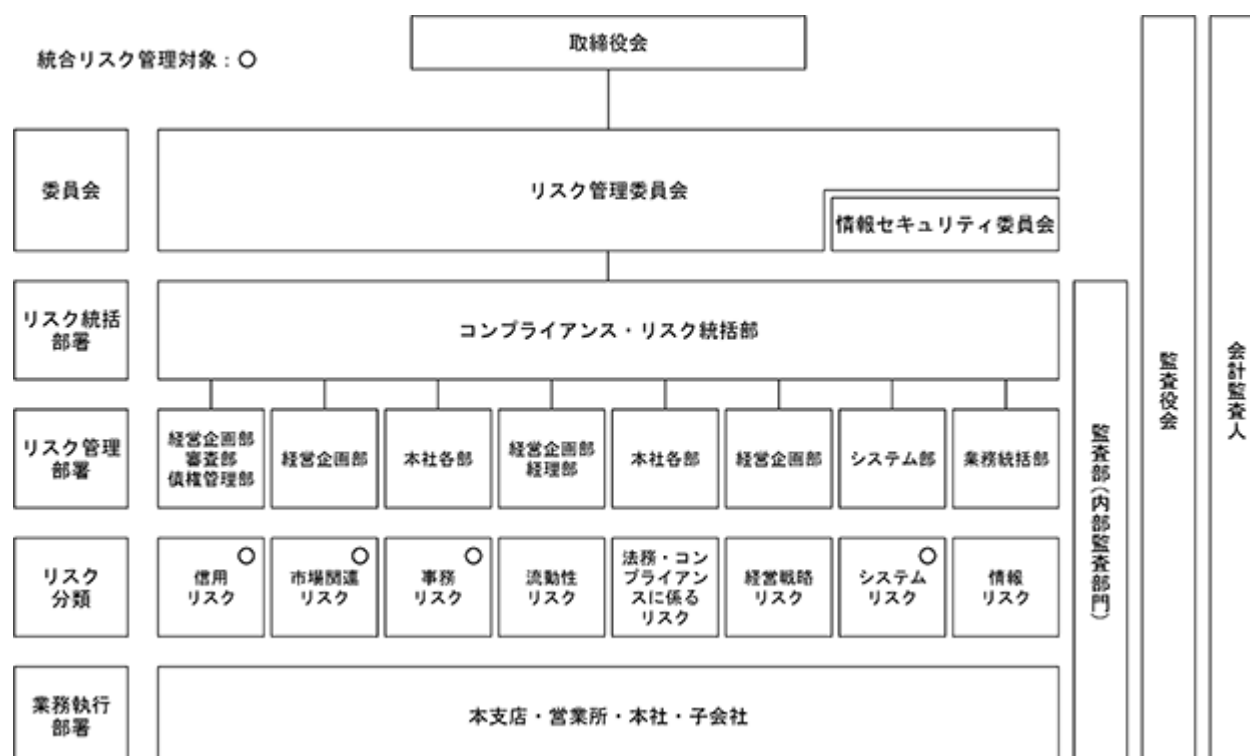 統合リスク管理対象：○
取締役会
委員会
リスク管理委員会
情報セキュリティ委員会
リスク統括
部署
コンプライアンス・リスク統括部
リスク管理
部署
経営企画部
審査部
債権管理部
経営企画部
本社各部
経営企画部
経理部
本社各部
経営企画部
システム部
業務統括部
リスク
分類
○
信用
リスク
○
市場関連
リスク
○
事務
リスク
流動性
リスク
法務・コン
プライアン
スに係る
リスク
経営戦略
リスク
○
システム
リスク
情報
リスク
業務執行
部署
本支店・営業所・本社・子会社
監査部（内部監査部門）
監査役会
会計監査人